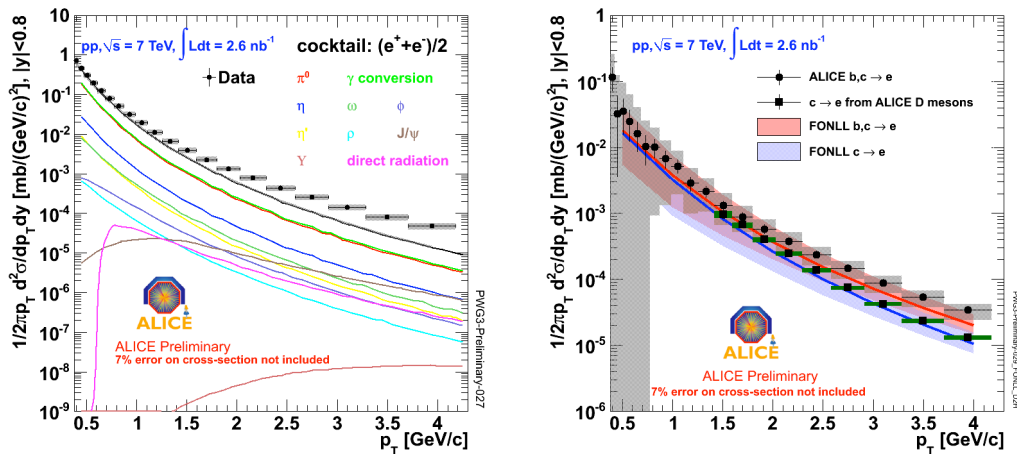 1/2πp_T d²σ/dp_Tdy [mb/(GeV/c)²], |y|<0.8
10
1
10⁻¹
10⁻²
10⁻³
10⁻⁴
10⁻⁵
10⁻⁶
10⁻⁷
10⁻⁸
10⁻⁹
pp,√s = 7 TeV, ∫Ldt = 2.6 nb⁻¹
cocktail: (e⁺+e⁻)/2
Data
π⁰ γ conversion
η ω ϕ
η' ρ J/ψ
ϒ direct radiation
ALICE
ALICE Preliminary
7% error on cross-section not included
0.5 1 1.5 2 2.5 3 3.5 4
p_T [GeV/c]
PWG3-Preliminary-027
1/2πp_T d²σ/dp_Tdy [mb/(GeV/c)²], |y|<0.8
1
10⁻¹
10⁻²
10⁻³
10⁻⁴
10⁻⁵
10⁻⁶
pp,√s = 7 TeV, ∫Ldt = 2.6 nb⁻¹
ALICE b,c → e
c → e from ALICE D mesons
FONLL b,c → e
FONLL c → e
ALICE
ALICE Preliminary
7% error on cross-section not included
0.5 1 1.5 2 2.5 3 3.5 4
p_T [GeV/c]